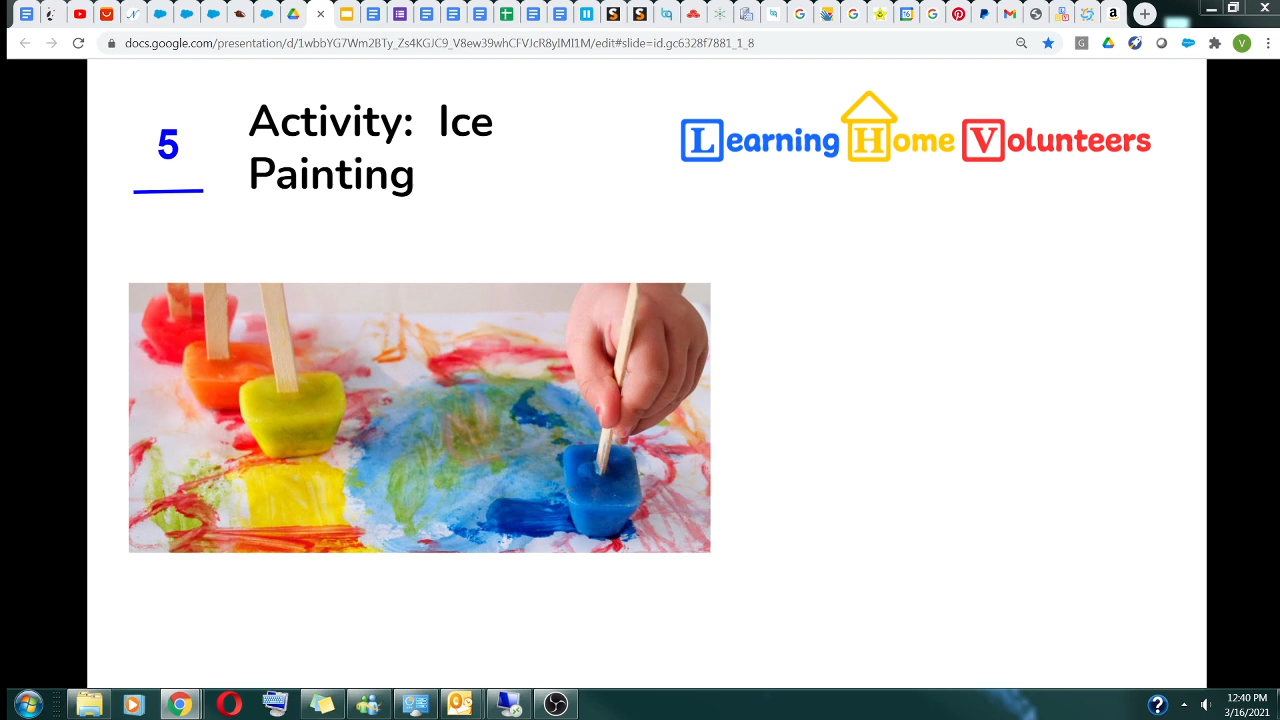 docs.google.com/presentation/d/1wbbYG7Wm2BTy_Zs4KGJC9_V8ew39whZXFVJGt8yIMI1M/edit#slide=id.gc6328f7881_1_8
5
Activity: Ice
Painting
Learning Home Volunteers
12:40 PM
3/16/2021